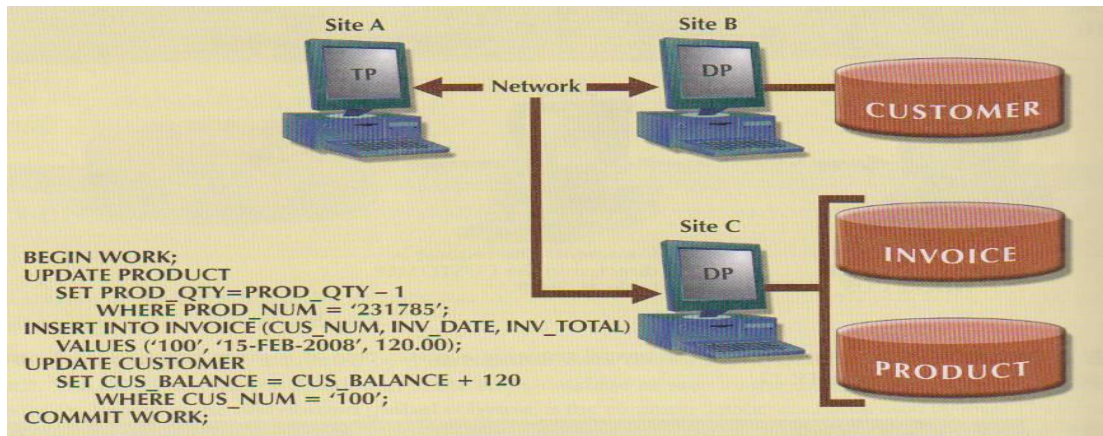 Site A
Site B
TP
Network
DP
CUSTOMER
Site C
DP
INVOICE
PRODUCT
BEGIN WORK;
UPDATE PRODUCT
SET PROD_QTY=PROD_QTY – 1
WHERE PROD_NUM = ‘231785’;
INSERT INTO INVOICE (CUS_NUM, INV_DATE, INV_TOTAL)
VALUES (‘100’, ‘15-FEB-2008’, 120.00);
UPDATE CUSTOMER
SET CUS_BALANCE = CUS_BALANCE + 120
WHERE CUS_NUM = ‘100’;
COMMIT WORK;